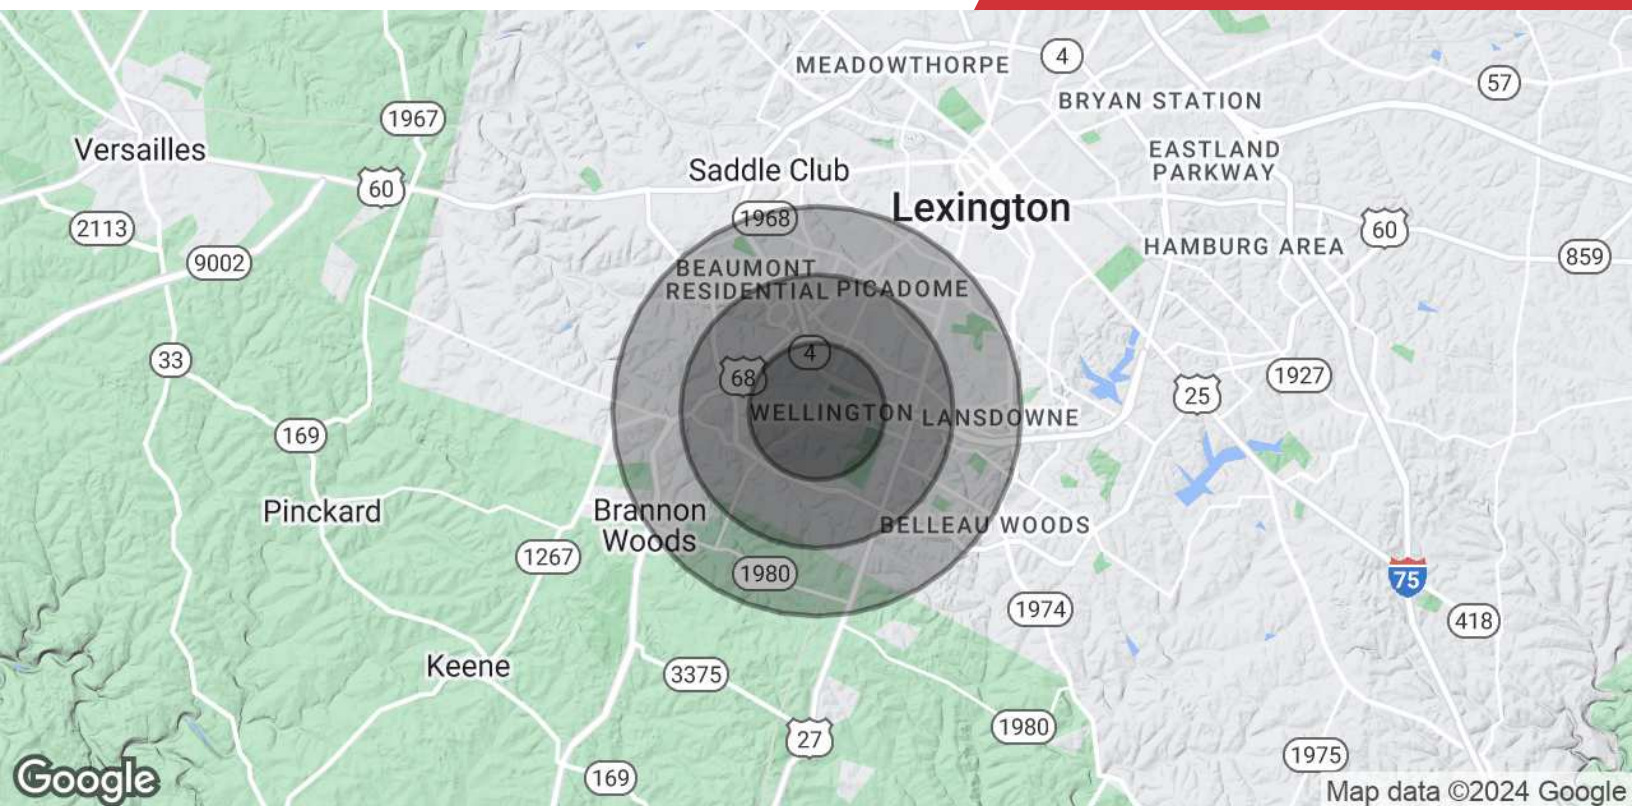 MEADOWTHORPE
4
57
BRYAN STATION
1967
Versailles
EASTLAND
PARKWAY
Saddle Club
60
Lexington
1968
2113
60
HAMBURG AREA
859
9002
BEAUMONT
RESIDENTIAL
PICADOME
4
33
68
1927
25
WELLINGTON
LANSDOWNE
169
Pinckard
Brannon
Woods
BELLEAU WOODS
1267
1980
75
1974
418
Keene
3375
1980
27
1975
169
Google
Map data ©2024 Google